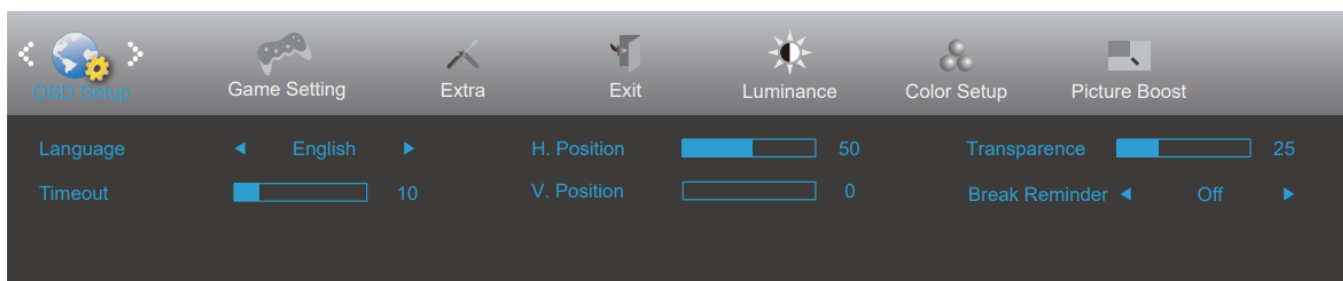 OSD Setup Game Setting Extra Exit Luminance Color Setup Picture Boost
Language English H. Position 50 Transparence 25
Timeout 10 V. Position 0 Break Reminder Off